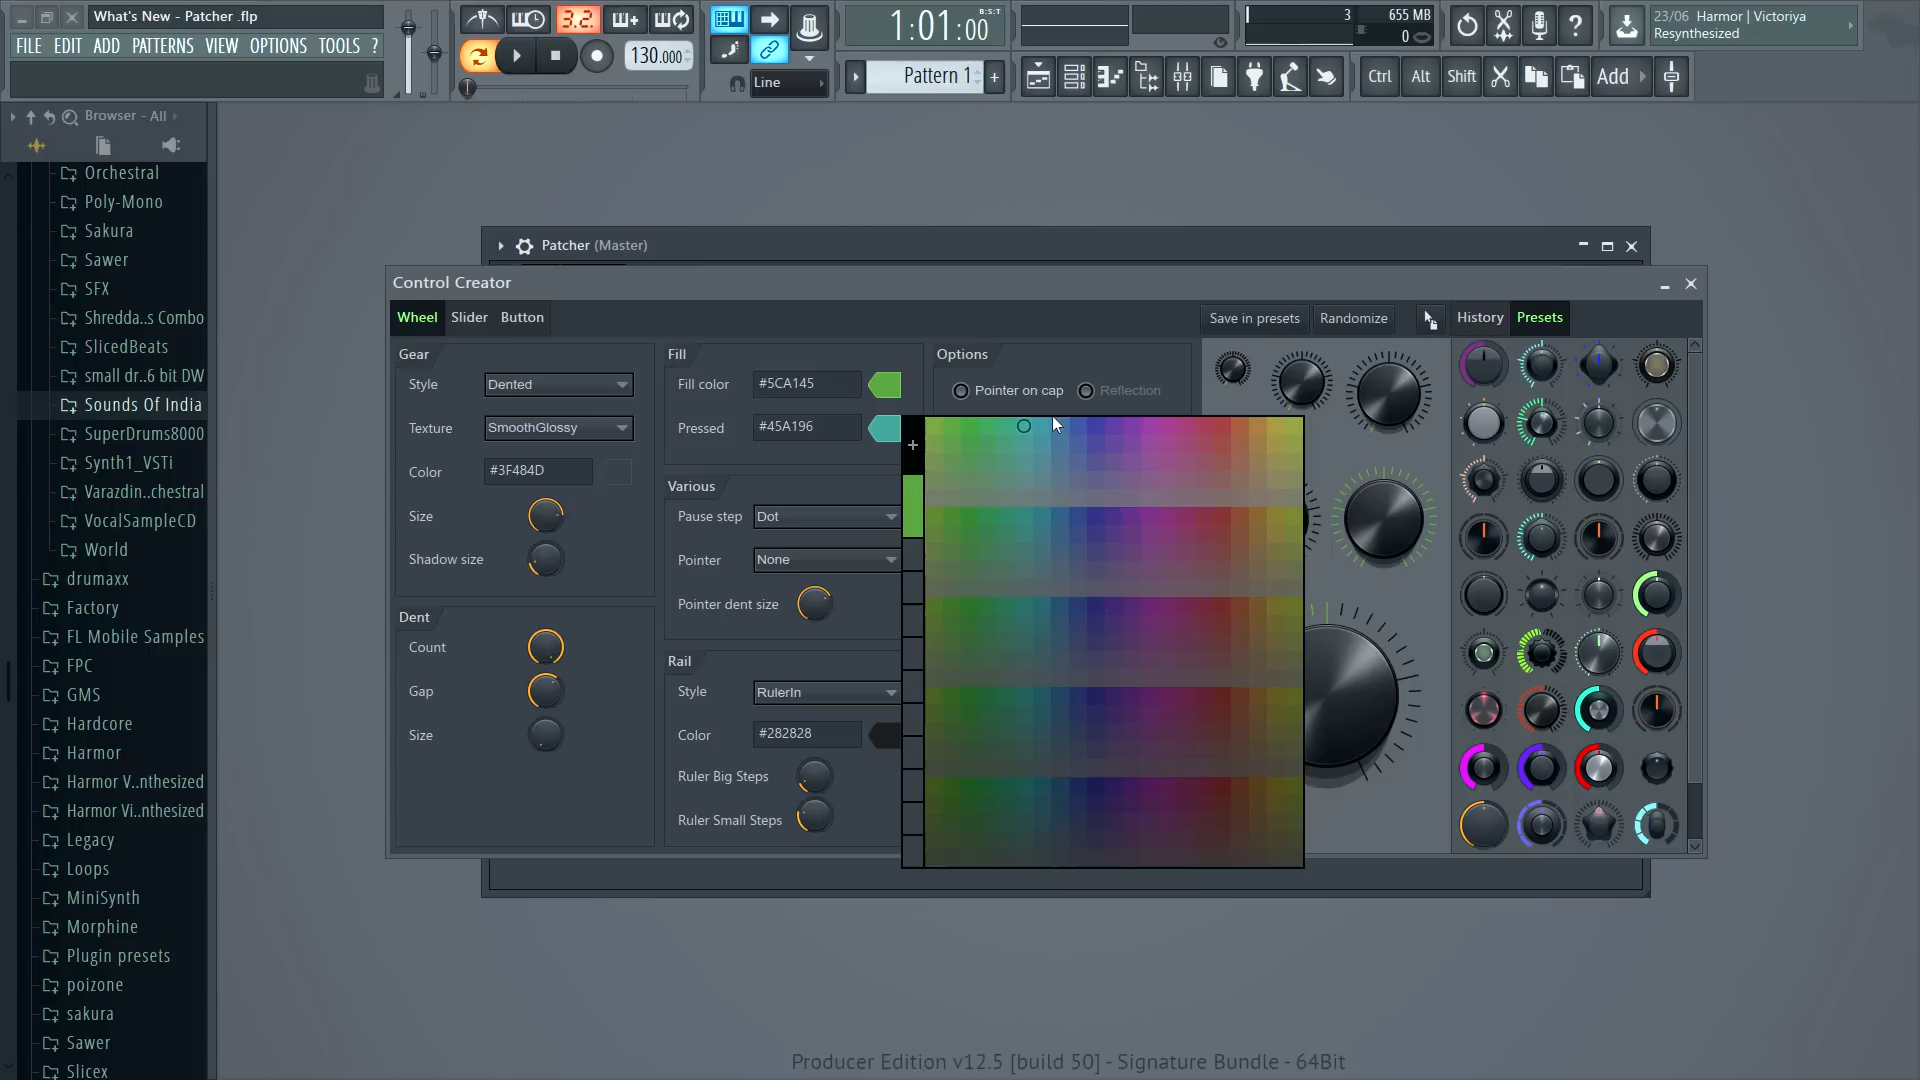 What's New - Patcher .flp
FILE EDIT ADD PATTERNS VIEW OPTIONS TOOLS ?
3.2.
130.000
Line
1:01:00
B:S:T
Pattern 1
3
655 MB
0
Ctrl Alt Shift Add
23/06 Harmor | Victoriya
Resynthesized
Browser - All
Orchestral
Poly-Mono
Sakura
Sawer
SFX
Shredda..s Combo
SlicedBeats
small dr..6 bit DW
Sounds Of India
SuperDrums8000
Synth1_VSTi
Varazdin..chestral
VocalSampleCD
World
drumaxx
Factory
FL Mobile Samples
FPC
GMS
Hardcore
Harmor
Harmor V..nthesized
Harmor Vi..nthesized
Legacy
Loops
MiniSynth
Morphine
Plugin presets
poizone
sakura
Sawer
Slicex
Patcher (Master)
Control Creator
Wheel Slider Button
Save in presets
Randomize
History
Presets
Gear
Style Dented
Texture SmoothGlossy
Color #3F484D
Size
Shadow size
Dent
Count
Gap
Size
Fill
Fill color #5CA145
Pressed #45A196
Various
Pause step Dot
Pointer None
Pointer dent size
Rail
Style RulerIn
Color #282828
Ruler Big Steps
Ruler Small Steps
Options
Pointer on cap Reflection
Producer Edition v12.5 [build 50] - Signature Bundle - 64Bit